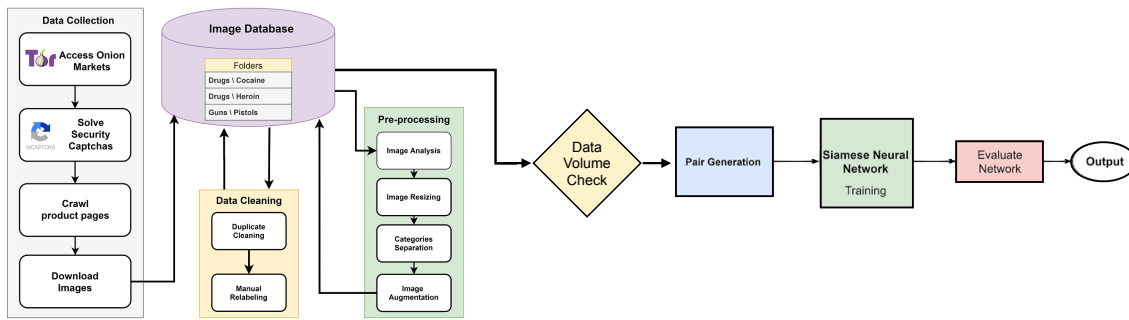 Data Collection
Tor
Access Onion
Markets
reCAPTCHA
Solve
Security
Captchas
Crawl
product pages
Download
Images
Image Database
Folders
Drugs \ Cocaine
Drugs \ Heroin
Guns \ Pistols
Data Cleaning
Duplicate
Cleaning
Manual
Relabeling
Pre-processing
Image Analysis
Image Resizing
Categories
Separation
Image
Augmentation
Data
Volume
Check
Pair Generation
Siamese Neural
Network
Training
Evaluate
Network
Output